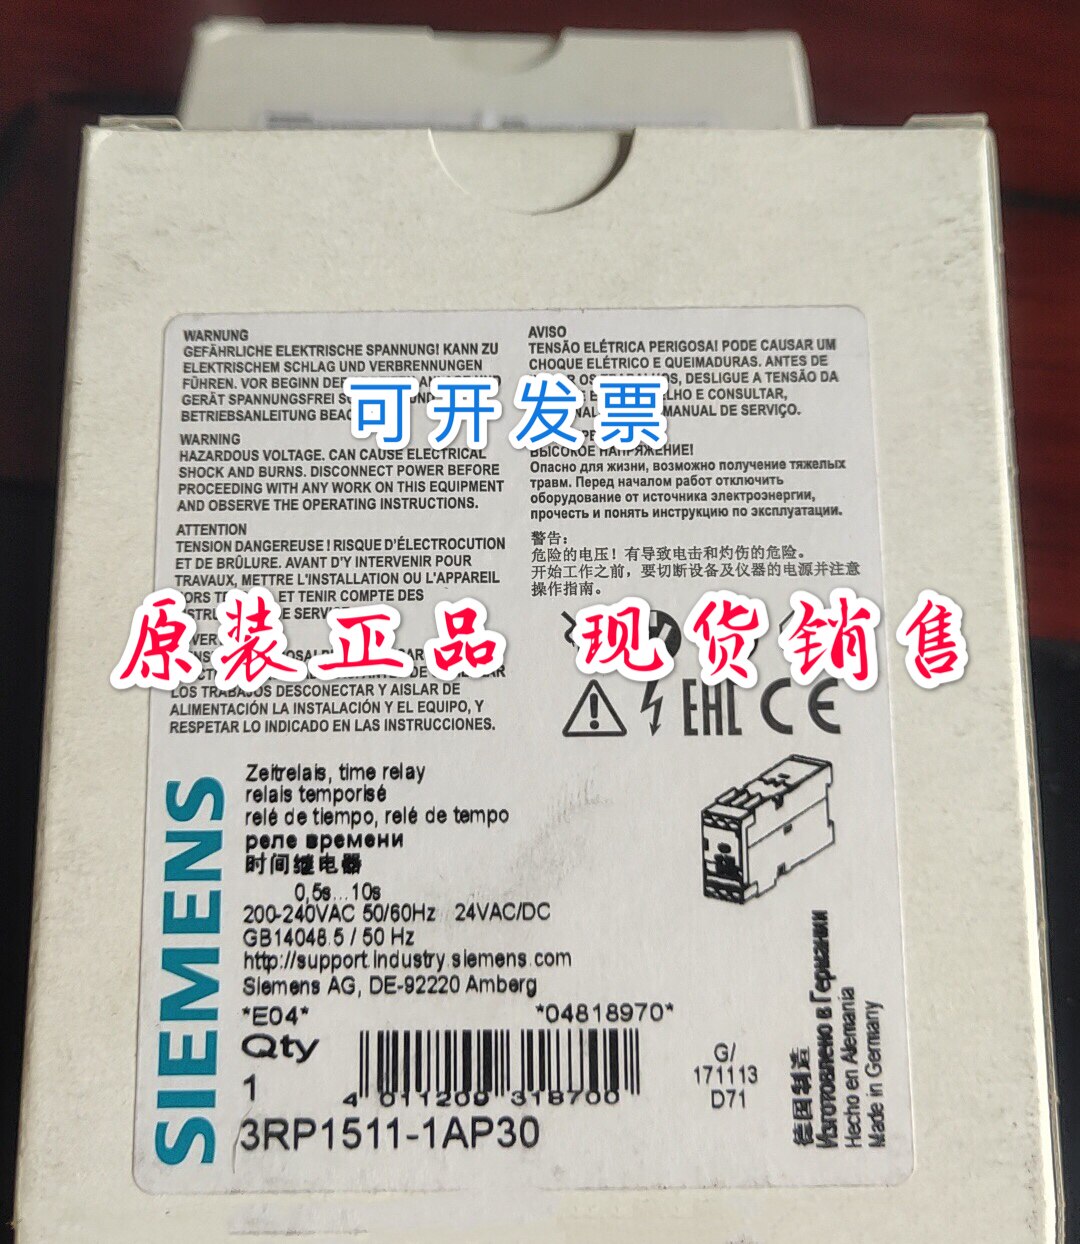 WARNUNG
GEFÄHRLICHE ELEKTRISCHE SPANNUNG! KANN ZU
ELEKTRISCHEM SCHLAG UND VERBRENNUNGEN
FÜHREN. VOR BEGINN DER
GERÄT SPANNUNGSFREI
BETRIEBSANLEITUNG
WARNING
HAZARDOUS VOLTAGE. CAN CAUSE ELECTRICAL
SHOCK AND BURNS. DISCONNECT POWER BEFORE
PROCEEDING WITH ANY WORK ON THIS EQUIPMENT
AND OBSERVE THE OPERATING INSTRUCTIONS.
ATTENTION
TENSION DANGEREUSE ! RISQUE D'ÉLECTROCUTION
ET DE BRÛLURE. AVANT D'Y INTERVENIR POUR
TRAVAUX, METTRE L'INSTALLATION OU L'APPAREIL
ET TENIR COMPTE DES
DE
LOS TRABAJOS DESCONECTAR Y AISLAR DE
ALIMENTACIÓN LA INSTALACIÓN Y EL EQUIPO, Y
RESPETAR LO INDICADO EN LAS INSTRUCCIONES.
AVISO
TENSÃO ELÉTRICA PERIGOSA! PODE CAUSAR UM
CHOQUE ELÉTRICO E QUEIMADURAS. ANTES DE
OS DESLIGUE A TENSÃO DA
E CONSULTAR,
MANUAL DE SERVIÇO.
ВЫСОКОЕ НАПРЯЖЕНИЕ!
Опасно для жизни, возможно получение тяжелых
травм. Перед началом работ отключить
оборудование от источника электроэнергии,
прочесть и понять инструкцию по эксплуатации.
警告:
危险的电压! 有导致电击和灼伤的危险。
开始工作之前, 要切断设备及仪器的电源并注意
操作指南。
可开发票
原装正品 现货销售
EAC CE
SIEMENS
Zeitrelais, time relay
relais temporisé
relé de tiempo, relé de tempo
реле времени
时间继电器
0,5s...10s
200-240VAC 50/60Hz 24VAC/DC
GB14048.5 / 50 Hz
http://support.industry.siemens.com
Siemens AG, DE-92220 Amberg
*E04* *04818970*
Qty
1
4 011209 318700
3RP1511-1AP30
G/
171113
D71
德国制造
Изготовлено в Германии
Hecho en Alemania
Made in Germany